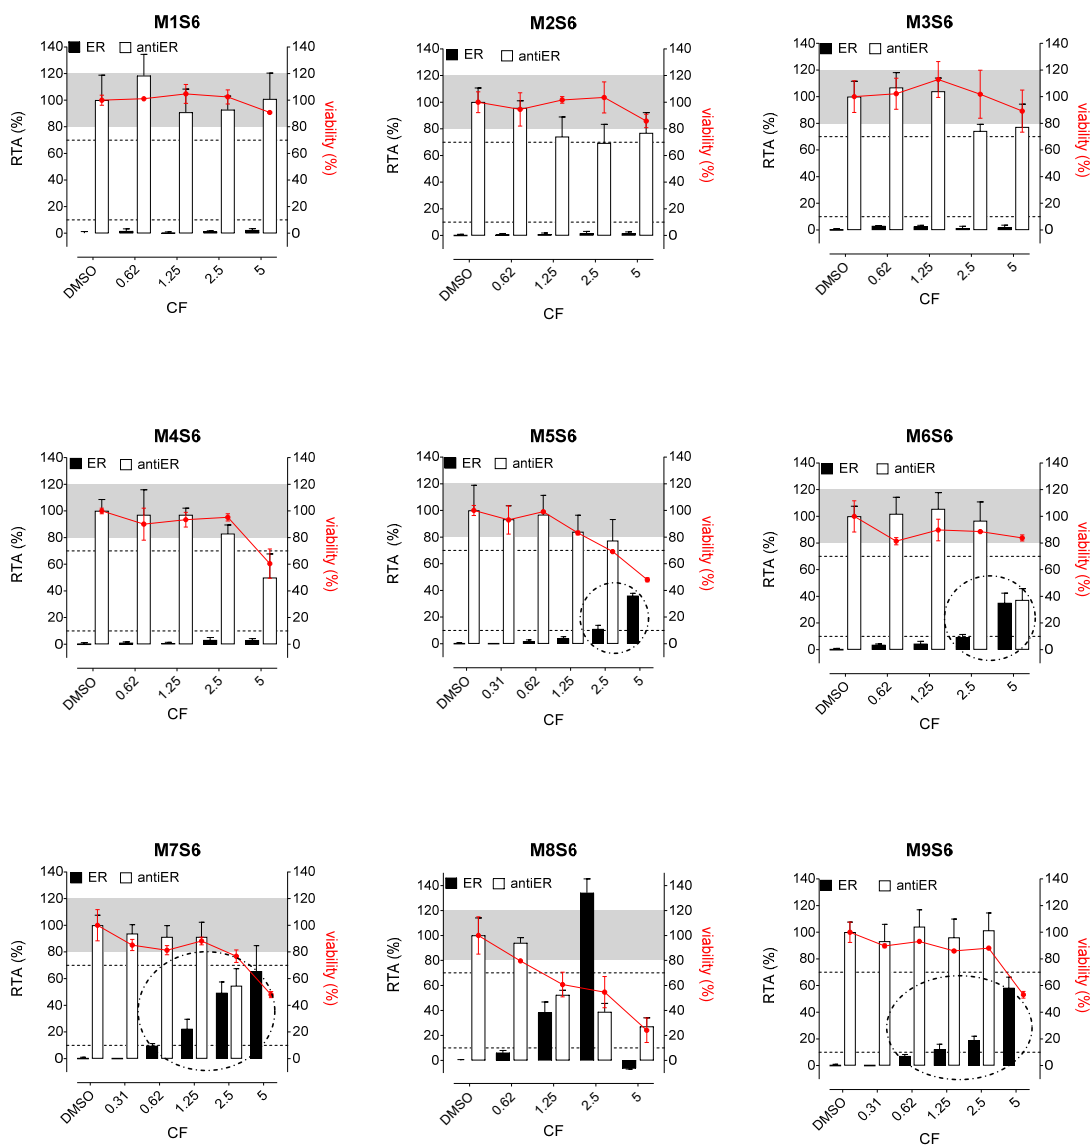 M1S6
ER antiER
140 120 100 80 60 40 20 0
RTA (%)
140 120 100 80 60 40 20 0
viability (%)
DMSO 0.62 1.25 2.5 5
CF
M2S6
ER antiER
140 120 100 80 60 40 20 0
RTA (%)
140 120 100 80 60 40 20 0
viability (%)
DMSO 0.62 1.25 2.5 5
CF
M3S6
ER antiER
140 120 100 80 60 40 20 0
RTA (%)
140 120 100 80 60 40 20 0
viability (%)
DMSO 0.62 1.25 2.5 5
CF
M4S6
ER antiER
140 120 100 80 60 40 20 0
RTA (%)
140 120 100 80 60 40 20 0
viability (%)
DMSO 0.62 1.25 2.5 5
CF
M5S6
ER antiER
140 120 100 80 60 40 20 0
RTA (%)
140 120 100 80 60 40 20 0
viability (%)
DMSO 0.31 0.62 1.25 2.5 5
CF
M6S6
ER antiER
140 120 100 80 60 40 20 0
RTA (%)
140 120 100 80 60 40 20 0
viability (%)
DMSO 0.62 1.25 2.5 5
CF
M7S6
ER antiER
140 120 100 80 60 40 20 0
RTA (%)
140 120 100 80 60 40 20 0
viability (%)
DMSO 0.31 0.62 1.25 2.5 5
CF
M8S6
ER antiER
140 120 100 80 60 40 20 0
RTA (%)
140 120 100 80 60 40 20 0
viability (%)
DMSO 0.62 1.25 2.5 5
CF
M9S6
ER antiER
140 120 100 80 60 40 20 0
RTA (%)
140 120 100 80 60 40 20 0
viability (%)
DMSO 0.31 0.62 1.25 2.5 5
CF